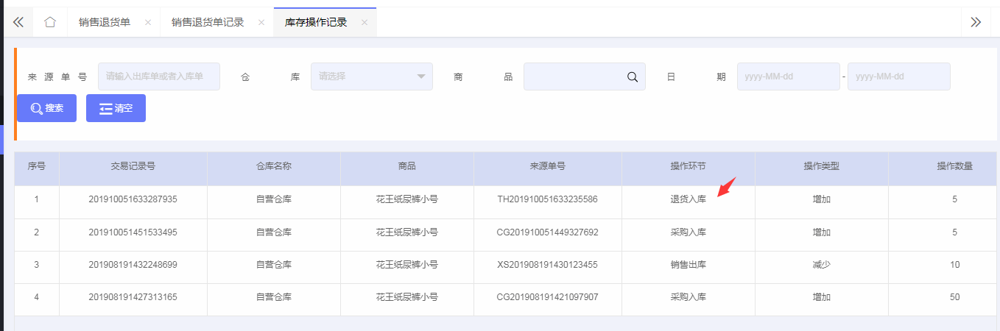 销售退货单 销售退货单记录 库存操作记录
来源单号 请输入出库单或者入库单 仓库 请选择 商品 日期 yyyy-MM-dd - yyyy-MM-dd
搜索 清空
序号 交易记录号 仓库名称 商品 来源单号 操作环节 操作类型 操作数量
1 201910051633287935 自营仓库 花王纸尿裤小号 TH201910051633235586 退货入库 增加 5
2 201910051451533495 自营仓库 花王纸尿裤小号 CG201910051449327692 采购入库 增加 5
3 201908191432248699 自营仓库 花王纸尿裤小号 XS201908191430123455 销售出库 减少 10
4 201908191427313165 自营仓库 花王纸尿裤小号 CG201908191421097907 采购入库 增加 50